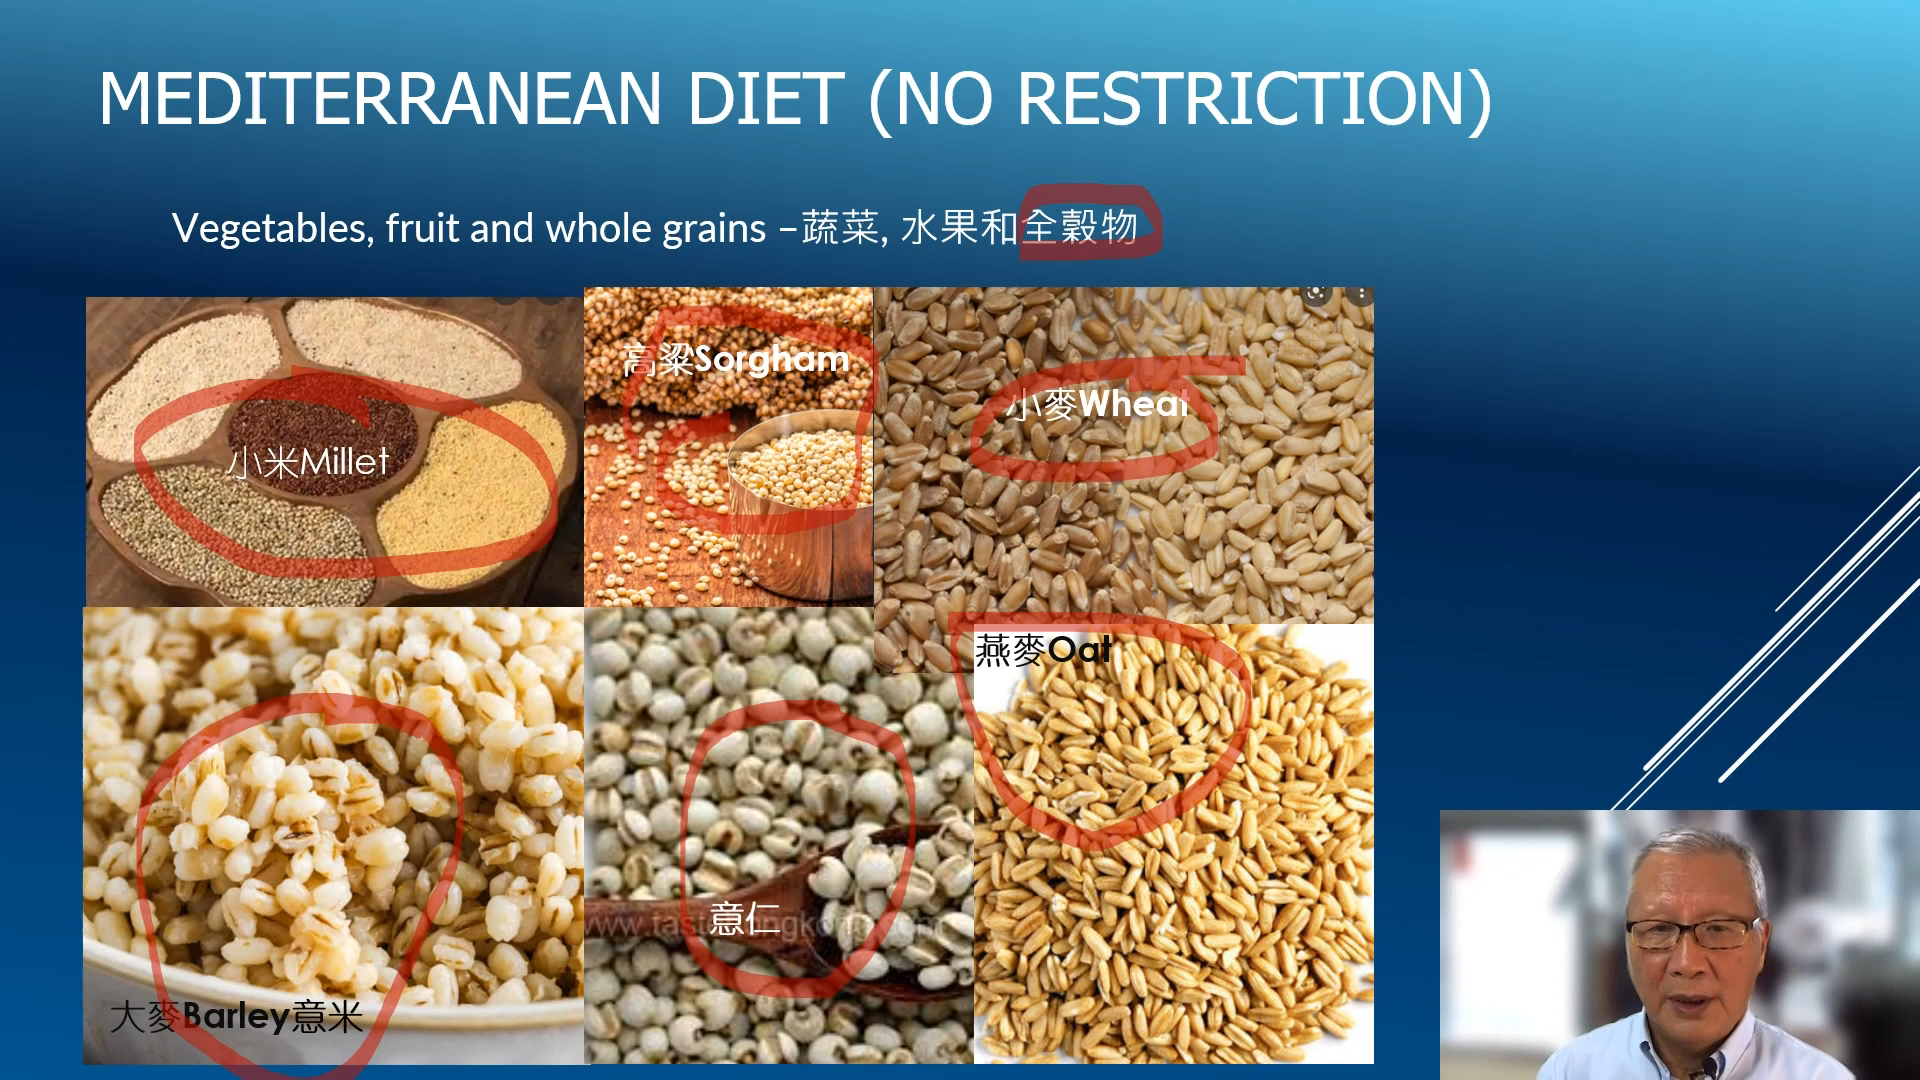 MEDITERRANEAN DIET (NO RESTRICTION)
Vegetables, fruit and whole grains –蔬菜, 水果和全穀物
小米Millet
高粱Sorgham
小麥Wheat
燕麥Oat
大麥Barley意米
意仁